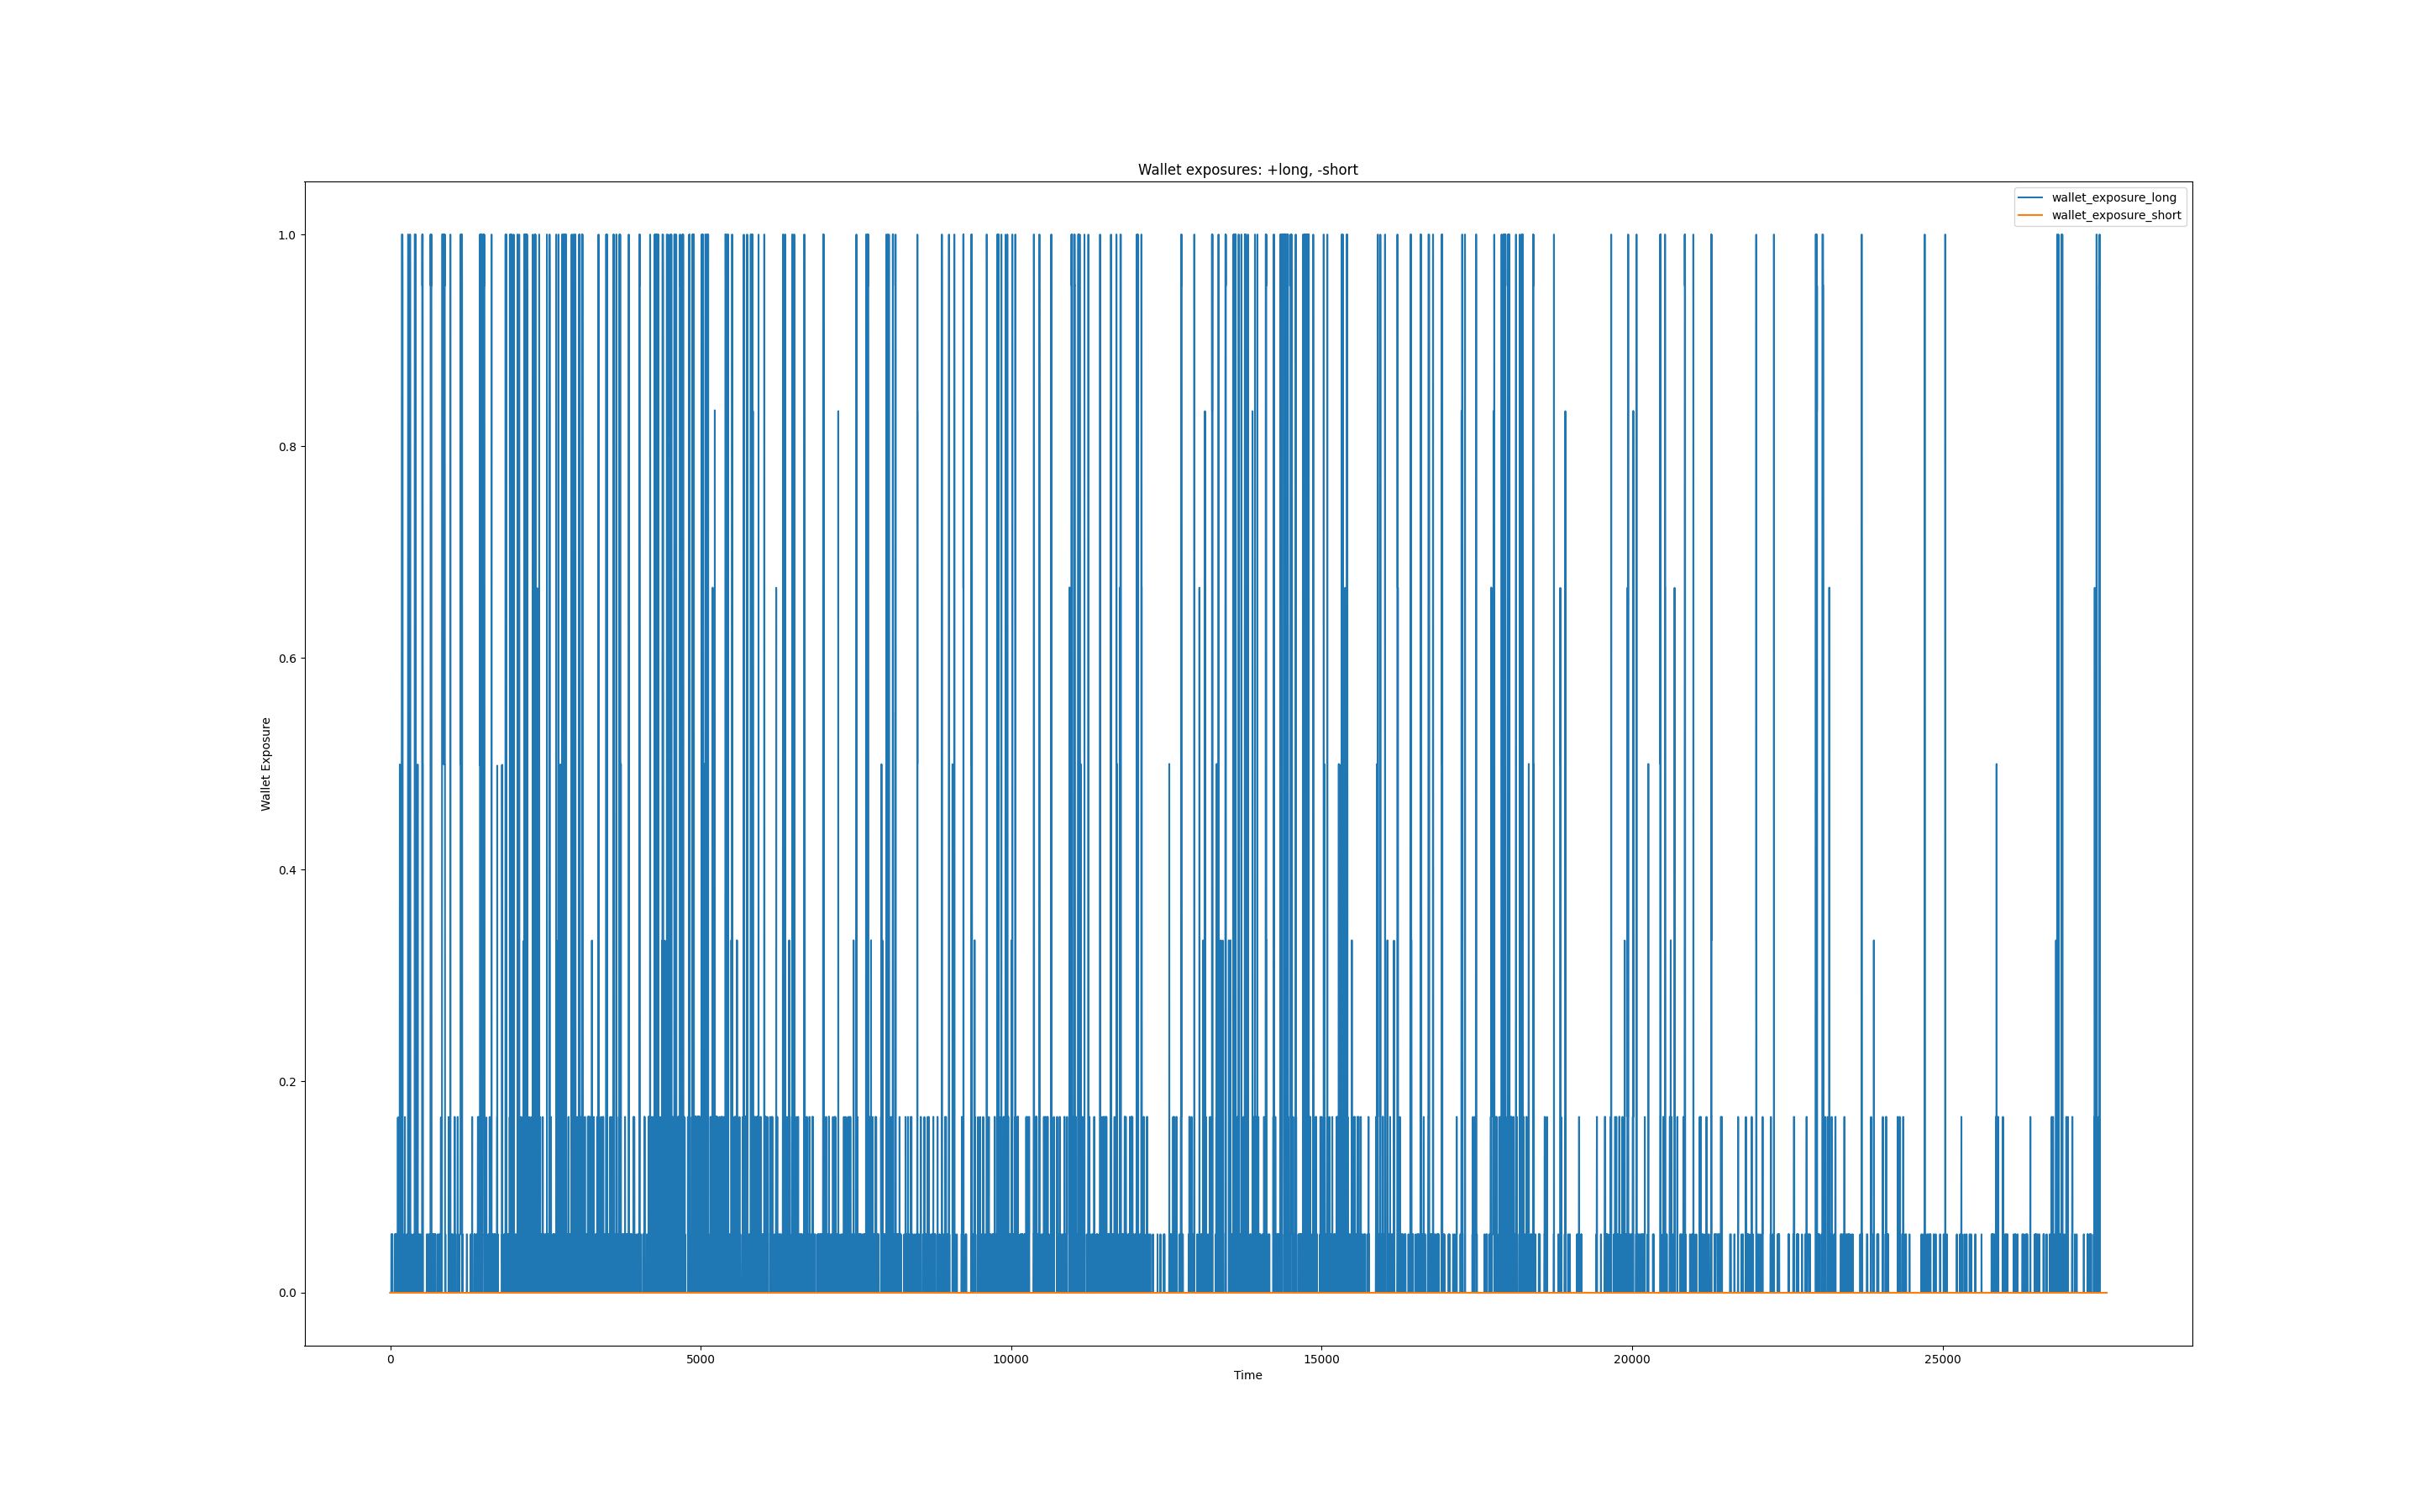 Wallet exposures: +long, -short
wallet_exposure_long
wallet_exposure_short
1.0
0.8
0.6
0.4
0.2
0.0
Wallet Exposure
0 5000 10000 15000 20000 25000
Time